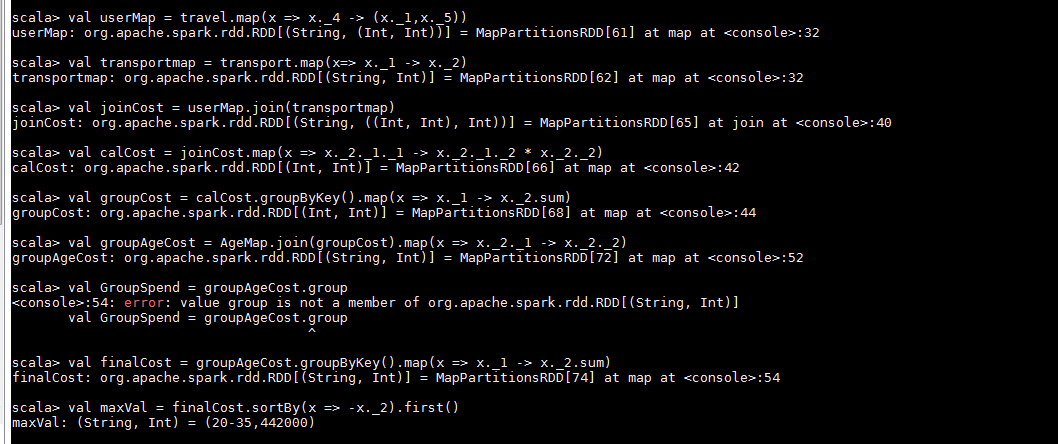 scala> val userMap = travel.map(x => x._4 -> (x._1,x._5))
userMap: org.apache.spark.rdd.RDD[(String, (Int, Int))] = MapPartitionsRDD[61] at map at <console>:32
scala> val transportmap = transport.map(x=> x._1 -> x._2)
transportmap: org.apache.spark.rdd.RDD[(String, Int)] = MapPartitionsRDD[62] at map at <console>:32
scala> val joinCost = userMap.join(transportmap)
joinCost: org.apache.spark.rdd.RDD[(String, ((Int, Int), Int))] = MapPartitionsRDD[65] at join at <console>:40
scala> val calCost = joinCost.map(x => x._2._1._1 -> x._2._1._2 * x._2._2)
calCost: org.apache.spark.rdd.RDD[(Int, Int)] = MapPartitionsRDD[66] at map at <console>:42
scala> val groupCost = calCost.groupByKey().map(x => x._1 -> x._2.sum)
groupCost: org.apache.spark.rdd.RDD[(Int, Int)] = MapPartitionsRDD[68] at map at <console>:44
scala> val groupAgeCost = AgeMap.join(groupCost).map(x => x._2._1 -> x._2._2)
groupAgeCost: org.apache.spark.rdd.RDD[(String, Int)] = MapPartitionsRDD[72] at map at <console>:52
scala> val GroupSpend = groupAgeCost.group
<console>:54: error: value group is not a member of org.apache.spark.rdd.RDD[(String, Int)]
val GroupSpend = groupAgeCost.group
^
scala> val finalCost = groupAgeCost.groupByKey().map(x => x._1 -> x._2.sum)
finalCost: org.apache.spark.rdd.RDD[(String, Int)] = MapPartitionsRDD[74] at map at <console>:54
scala> val maxVal = finalCost.sortBy(x => -x._2).first()
maxVal: (String, Int) = (20-35,442000)